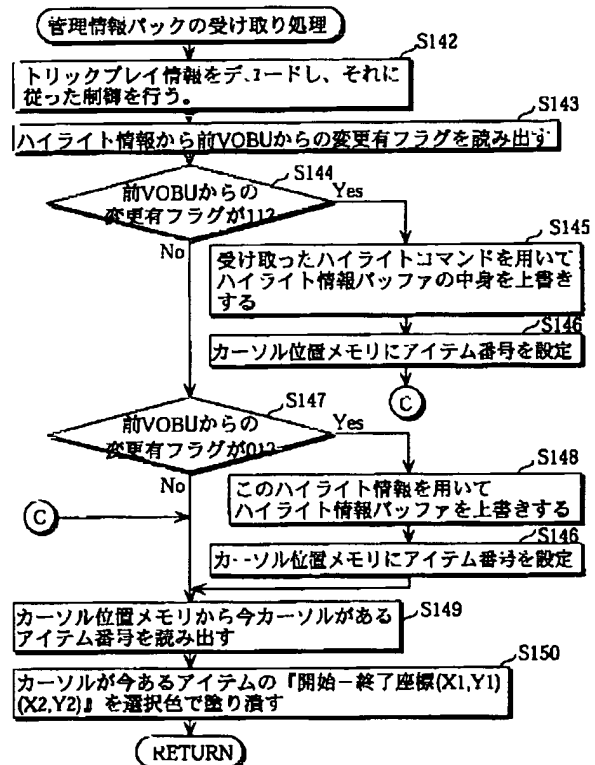 管理情報パックの受け取り処理
S142
トリックプレイ情報をデコードし、それに
従った制御を行う。
S143
ハイライト情報から前VOBUからの変更有フラグを読み出す
S144
前VOBUからの
変更有フラグが11?
Yes
No
S145
受け取ったハイライトコマンドを用いて
ハイライト情報バッファの中身を上書き
する
S146
カーソル位置メモリにアイテム番号を設定
C
S147
前VOBUからの
変更有フラグが01?
Yes
No
S148
このハイライト情報を用いて
ハイライト情報バッファを上書きする
C
S146
カーソル位置メモリにアイテム番号を設定
S149
カーソル位置メモリから今カーソルがある
アイテム番号を読み出す
S150
カーソルが今あるアイテムの『開始－終了座標(X1,Y1)
(X2,Y2)』を選択色で塗り潰す
RETURN